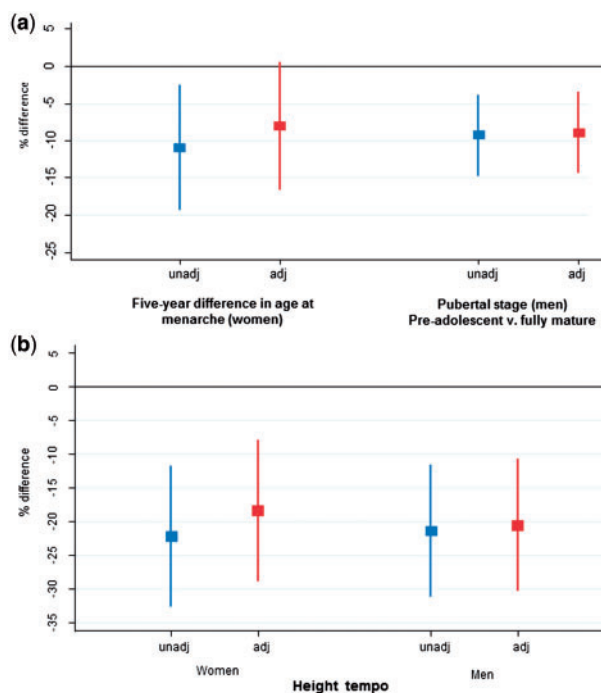 (a)
5
0
-5
-10
-15
-20
-25
% difference
unadj adj unadj adj
Five-year difference in age at
menarche (women)
Pubertal stage (men)
Pre-adolescent v. fully mature
(b)
5
0
-5
-10
-15
-20
-25
-30
-35
% difference
unadj adj unadj adj
Women Men
Height tempo